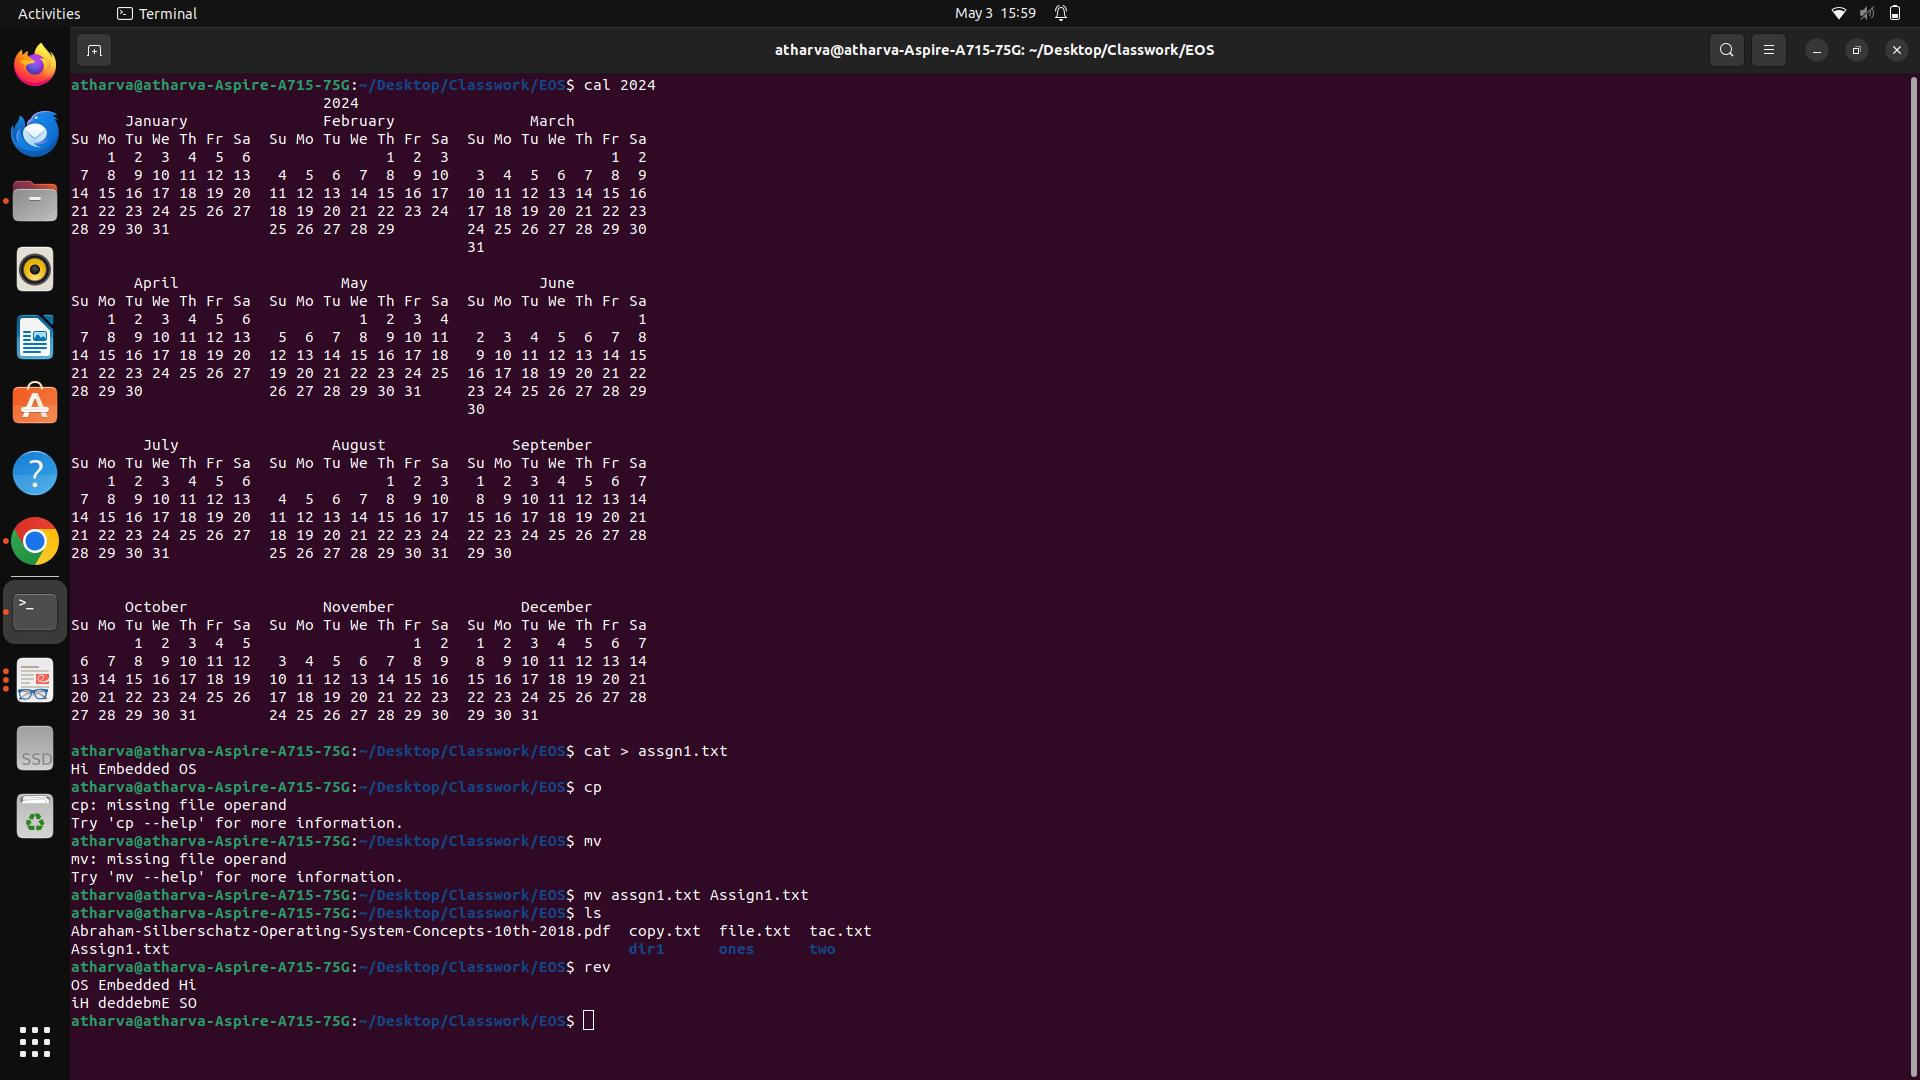 Activities Terminal May 3 15:59
atharva@atharva-Aspire-A715-75G: ~/Desktop/Classwork/EOS
atharva@atharva-Aspire-A715-75G:~/Desktop/Classwork/EOS$ cal 2024
                            2024
      January               February               March
Su Mo Tu We Th Fr Sa  Su Mo Tu We Th Fr Sa  Su Mo Tu We Th Fr Sa
    1  2  3  4  5  6               1  2  3                  1  2
 7  8  9 10 11 12 13   4  5  6  7  8  9 10   3  4  5  6  7  8  9
14 15 16 17 18 19 20  11 12 13 14 15 16 17  10 11 12 13 14 15 16
21 22 23 24 25 26 27  18 19 20 21 22 23 24  17 18 19 20 21 22 23
28 29 30 31           25 26 27 28 29        24 25 26 27 28 29 30
                                            31
       April                  May                   June
Su Mo Tu We Th Fr Sa  Su Mo Tu We Th Fr Sa  Su Mo Tu We Th Fr Sa
    1  2  3  4  5  6            1  2  3  4                     1
 7  8  9 10 11 12 13   5  6  7  8  9 10 11   2  3  4  5  6  7  8
14 15 16 17 18 19 20  12 13 14 15 16 17 18   9 10 11 12 13 14 15
21 22 23 24 25 26 27  19 20 21 22 23 24 25  16 17 18 19 20 21 22
28 29 30              26 27 28 29 30 31     23 24 25 26 27 28 29
                                            30
        July                 August              September
Su Mo Tu We Th Fr Sa  Su Mo Tu We Th Fr Sa  Su Mo Tu We Th Fr Sa
    1  2  3  4  5  6               1  2  3   1  2  3  4  5  6  7
 7  8  9 10 11 12 13   4  5  6  7  8  9 10   8  9 10 11 12 13 14
14 15 16 17 18 19 20  11 12 13 14 15 16 17  15 16 17 18 19 20 21
21 22 23 24 25 26 27  18 19 20 21 22 23 24  22 23 24 25 26 27 28
28 29 30 31           25 26 27 28 29 30 31  29 30
      October               November              December
Su Mo Tu We Th Fr Sa  Su Mo Tu We Th Fr Sa  Su Mo Tu We Th Fr Sa
       1  2  3  4  5                  1  2   1  2  3  4  5  6  7
 6  7  8  9 10 11 12   3  4  5  6  7  8  9   8  9 10 11 12 13 14
13 14 15 16 17 18 19  10 11 12 13 14 15 16  15 16 17 18 19 20 21
20 21 22 23 24 25 26  17 18 19 20 21 22 23  22 23 24 25 26 27 28
27 28 29 30 31        24 25 26 27 28 29 30  29 30 31
atharva@atharva-Aspire-A715-75G:~/Desktop/Classwork/EOS$ cat > assgn1.txt
Hi Embedded OS
atharva@atharva-Aspire-A715-75G:~/Desktop/Classwork/EOS$ cp
cp: missing file operand
Try 'cp --help' for more information.
atharva@atharva-Aspire-A715-75G:~/Desktop/Classwork/EOS$ mv
mv: missing file operand
Try 'mv --help' for more information.
atharva@atharva-Aspire-A715-75G:~/Desktop/Classwork/EOS$ mv assgn1.txt Assign1.txt
atharva@atharva-Aspire-A715-75G:~/Desktop/Classwork/EOS$ ls
Abraham-Silberschatz-Operating-System-Concepts-10th-2018.pdf  copy.txt  file.txt  tac.txt
Assign1.txt                                                   dir1      ones      two
atharva@atharva-Aspire-A715-75G:~/Desktop/Classwork/EOS$ rev
OS Embedded Hi
iH deddebmE SO
atharva@atharva-Aspire-A715-75G:~/Desktop/Classwork/EOS$
SSD